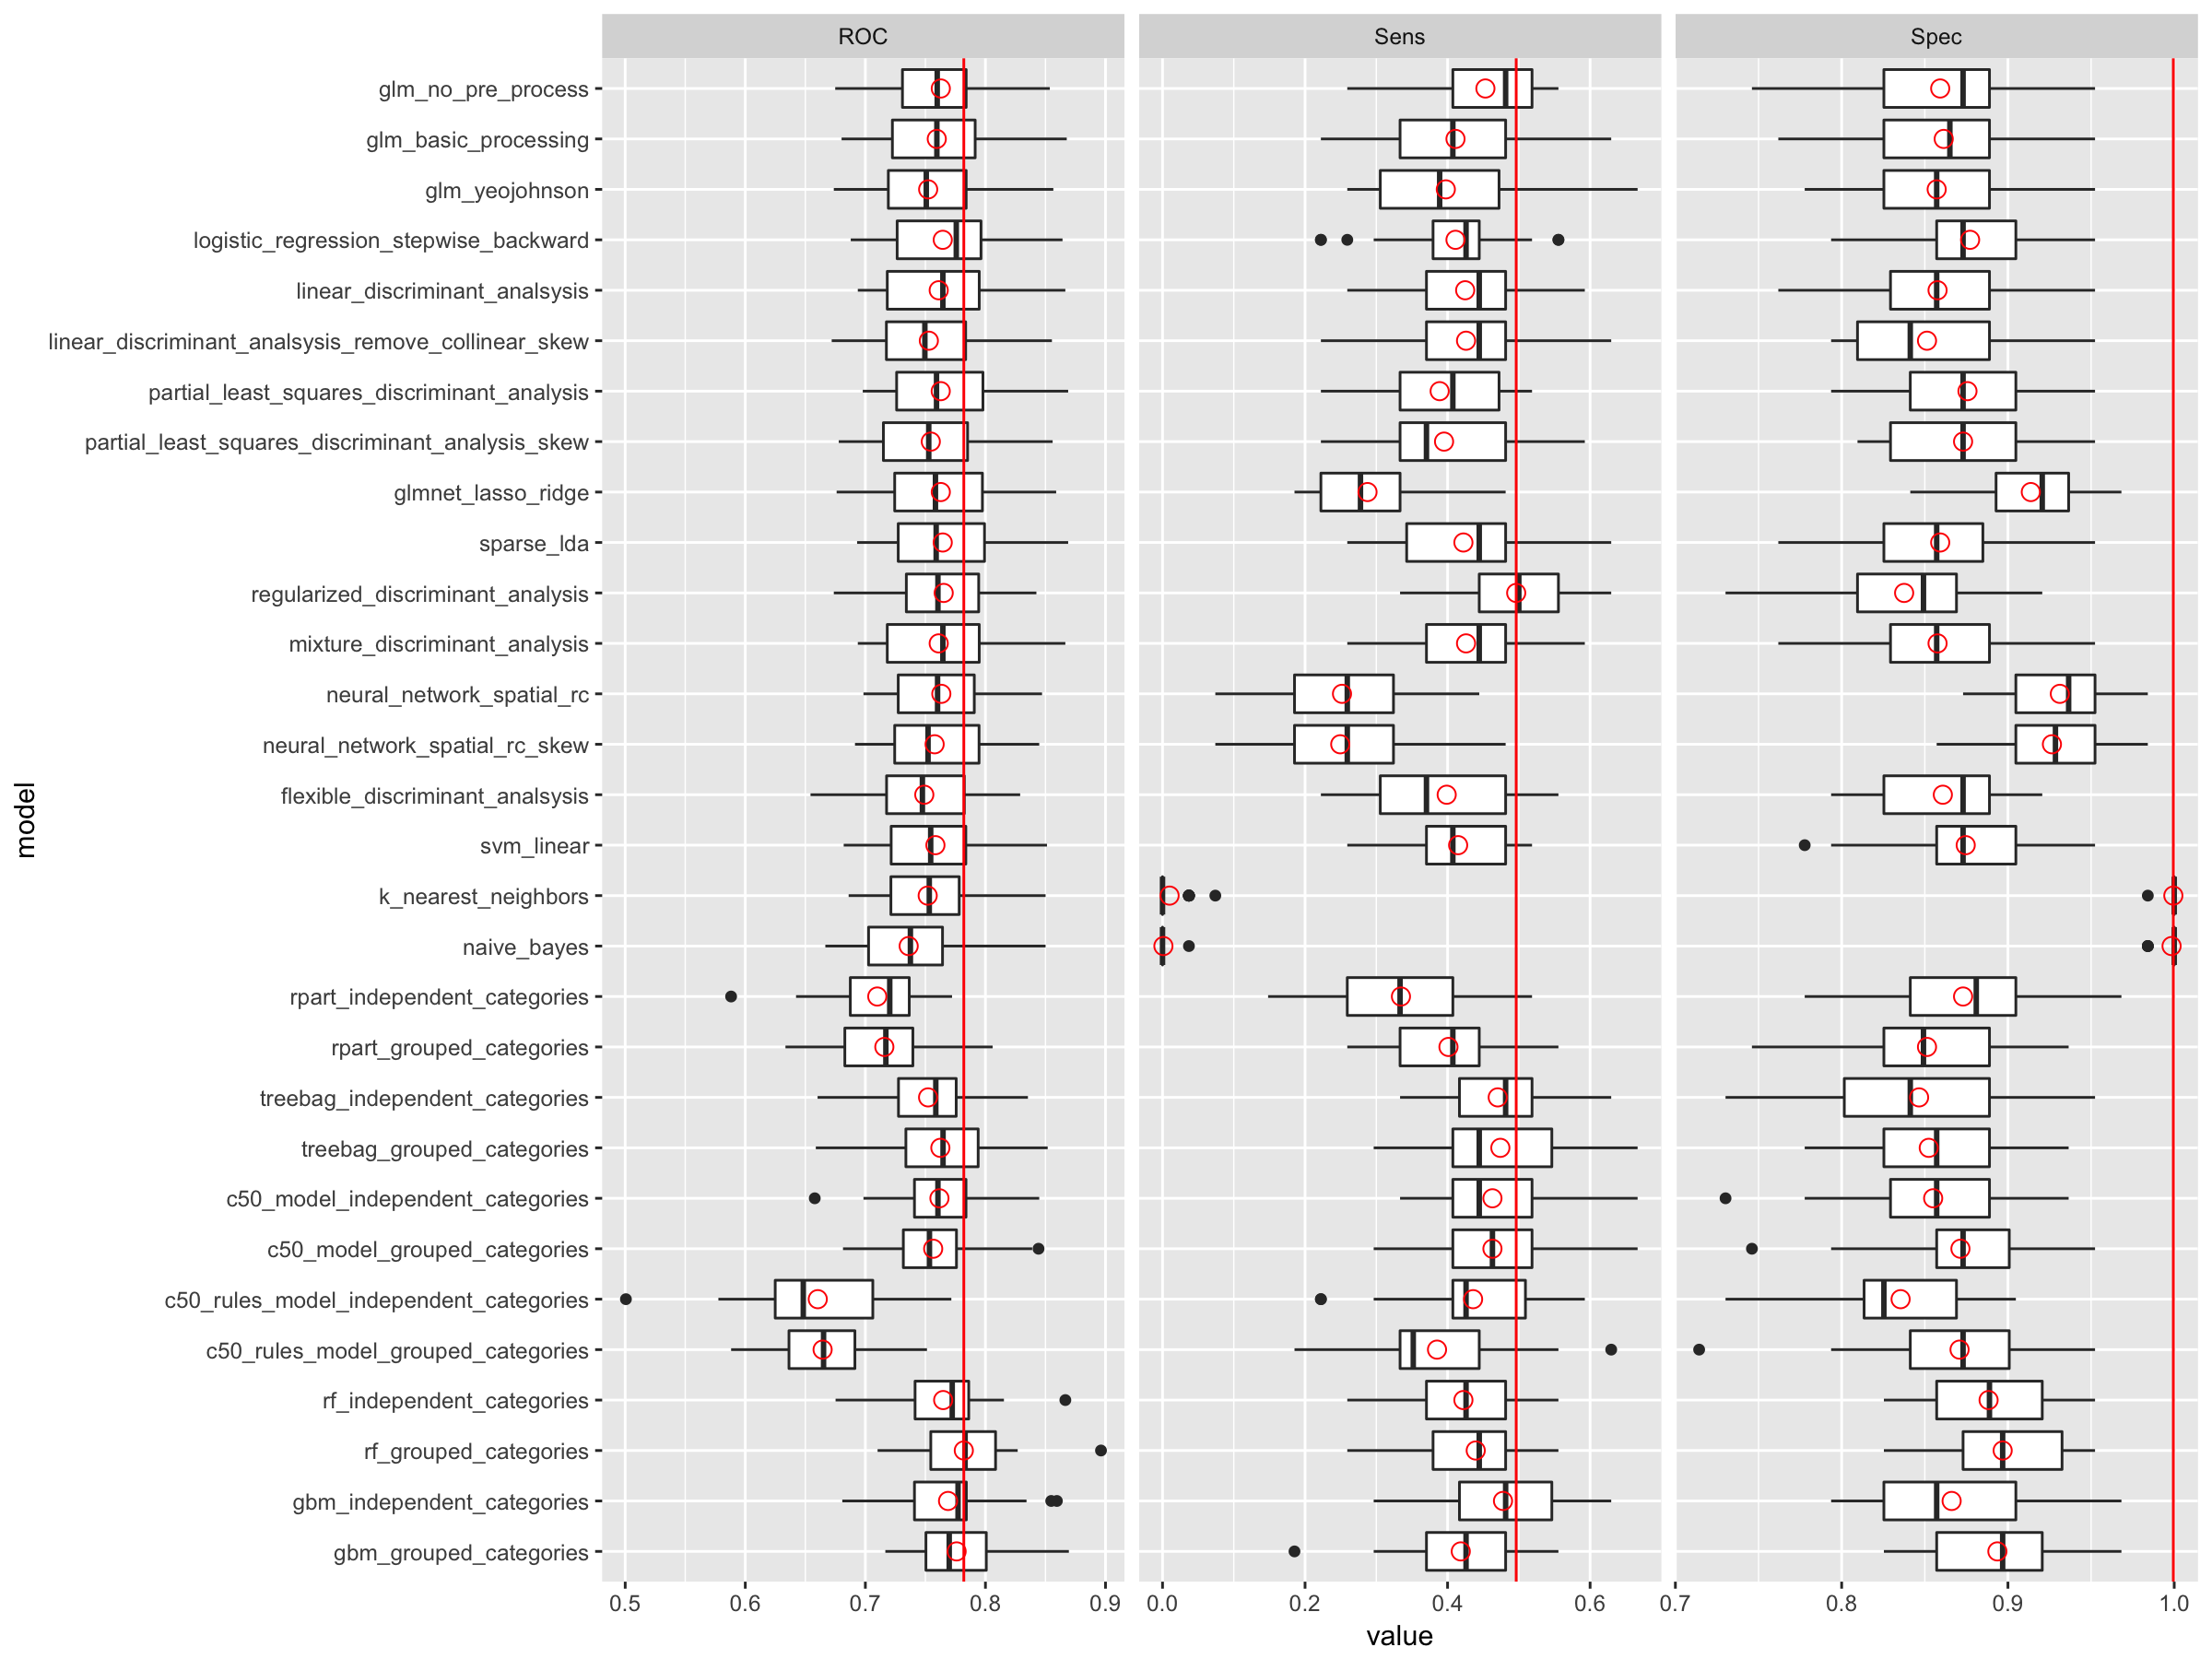 ROC Sens Spec
glm_no_pre_process
glm_basic_processing
glm_yeojohnson
logistic_regression_stepwise_backward
linear_discriminant_analsysis
linear_discriminant_analsysis_remove_collinear_skew
partial_least_squares_discriminant_analysis
partial_least_squares_discriminant_analysis_skew
glmnet_lasso_ridge
sparse_lda
regularized_discriminant_analysis
mixture_discriminant_analysis
neural_network_spatial_rc
neural_network_spatial_rc_skew
flexible_discriminant_analsysis
svm_linear
k_nearest_neighbors
naive_bayes
rpart_independent_categories
rpart_grouped_categories
treebag_independent_categories
treebag_grouped_categories
c50_model_independent_categories
c50_model_grouped_categories
c50_rules_model_independent_categories
c50_rules_model_grouped_categories
rf_independent_categories
rf_grouped_categories
gbm_independent_categories
gbm_grouped_categories
model
0.5 0.6 0.7 0.8 0.9 0.0 0.2 0.4 0.6 0.7 0.8 0.9 1.0
value